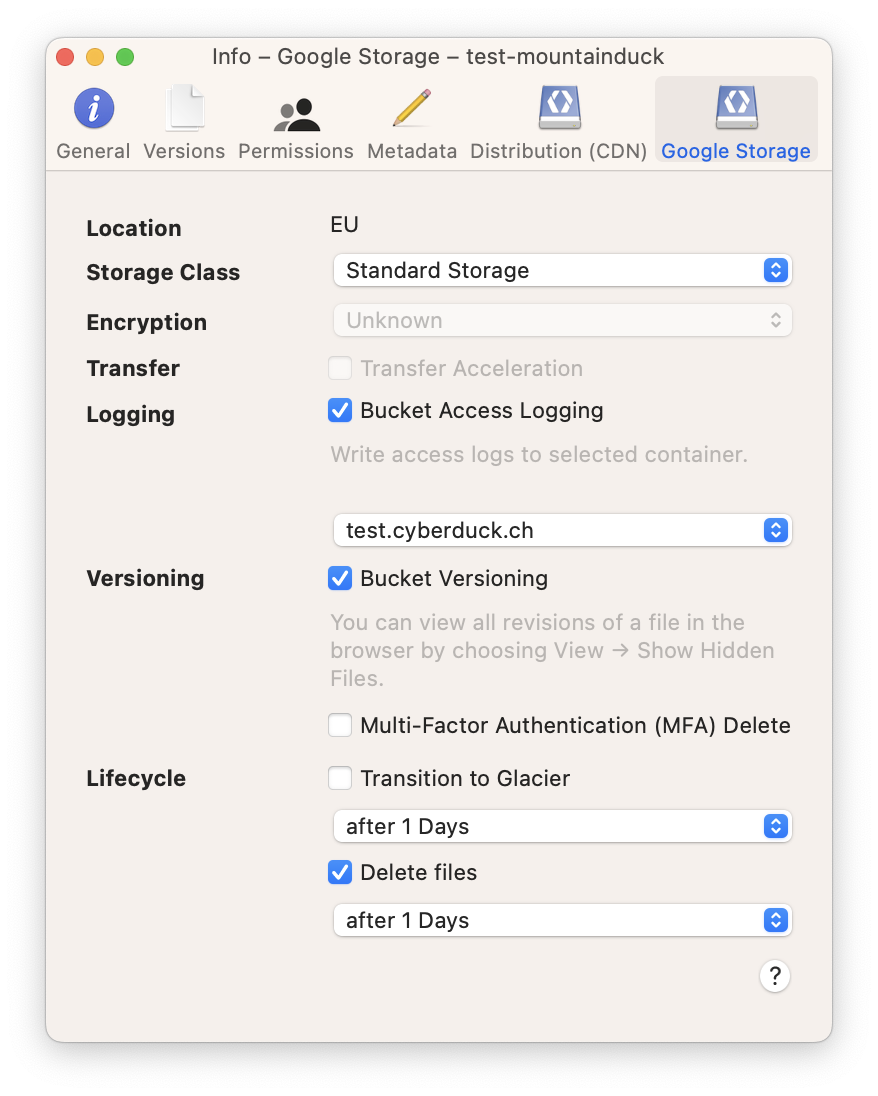 Info – Google Storage – test-mountainduck
General Versions Permissions Metadata Distribution (CDN) Google Storage
Location EU
Storage Class Standard Storage
Encryption Unknown
Transfer Transfer Acceleration
Logging Bucket Access Logging
Write access logs to selected container.
test.cyberduck.ch
Versioning Bucket Versioning
You can view all revisions of a file in the
browser by choosing View → Show Hidden
Files.
Multi-Factor Authentication (MFA) Delete
Lifecycle Transition to Glacier
after 1 Days
Delete files
after 1 Days
?